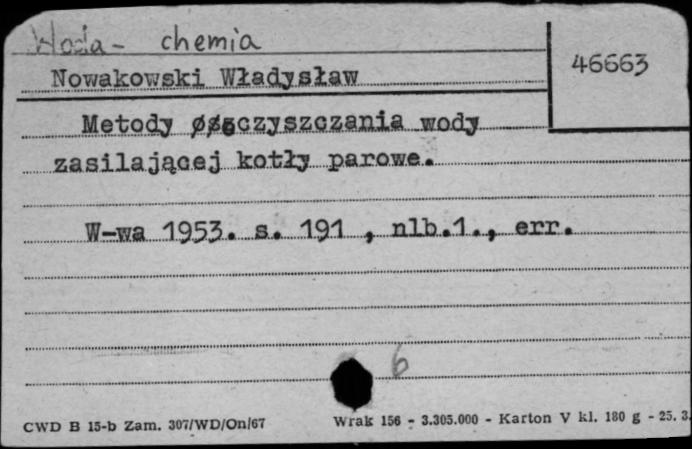 Woda - chemia
46663
Nowakowski Władysław
Metody oczyszczania wody
zasilającej kotły parowe.
W-wa 1953. s. 191 , nlb.1., err.
6
CWD B 15-b Zam. 307/WD/On/67
Wrak 156 - 3.305.000 - Karton V kl. 180 g - 25. 3.